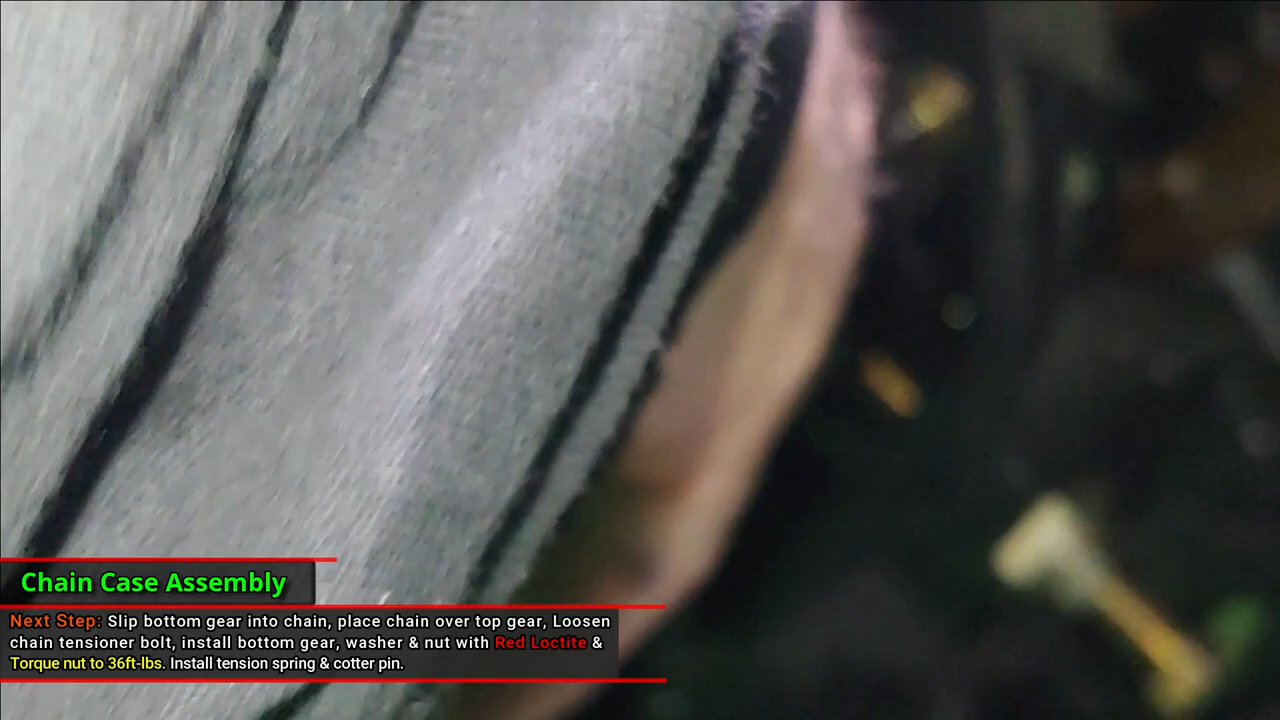 Chain Case Assembly
Next Step: Slip bottom gear into chain, place chain over top gear, Loosen
chain tensioner bolt, install bottom gear, washer & nut with Red Loctite &
Torque nut to 36ft-lbs. Install tension spring & cotter pin.